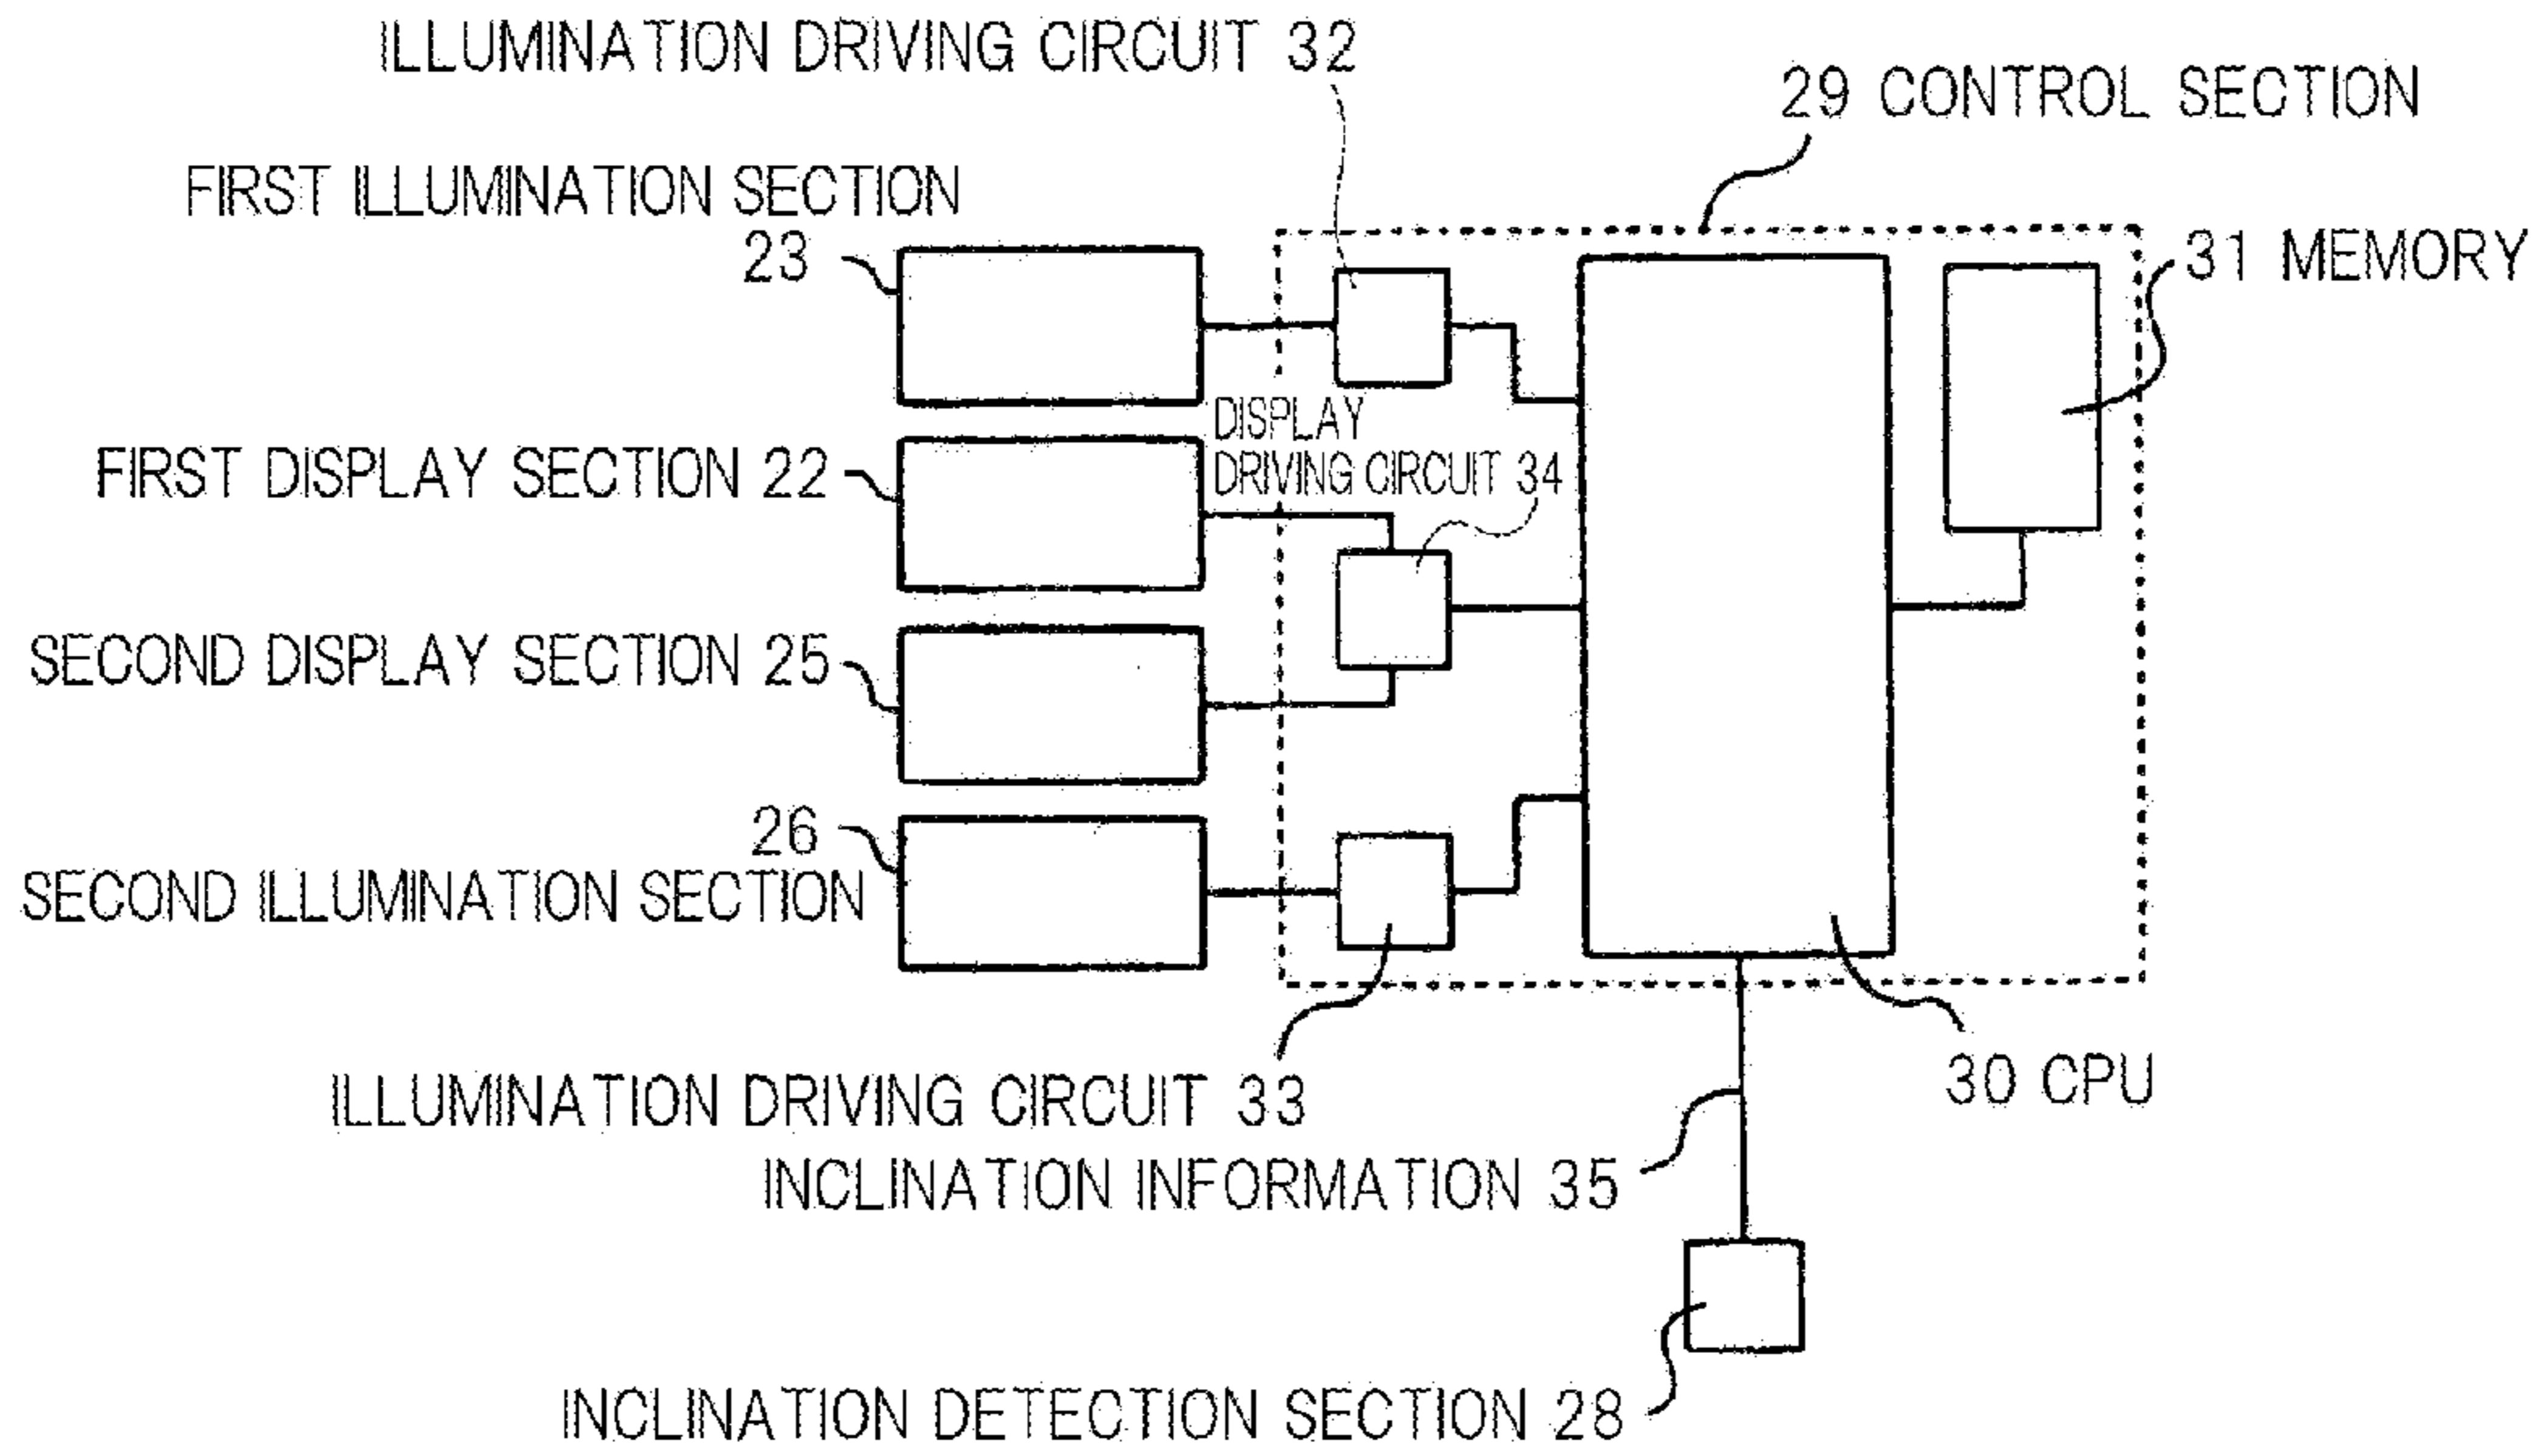 ILLUMINATION DRIVING CIRCUIT 32
29 CONTROL SECTION
FIRST ILLUMINATION SECTION
23
31 MEMORY
DISPLAY
DRIVING CIRCUIT 34
FIRST DISPLAY SECTION 22
SECOND DISPLAY SECTION 25
26
SECOND ILLUMINATION SECTION
30 CPU
ILLUMINATION DRIVING CIRCUIT 33
INCLINATION INFORMATION 35
INCLINATION DETECTION SECTION 28